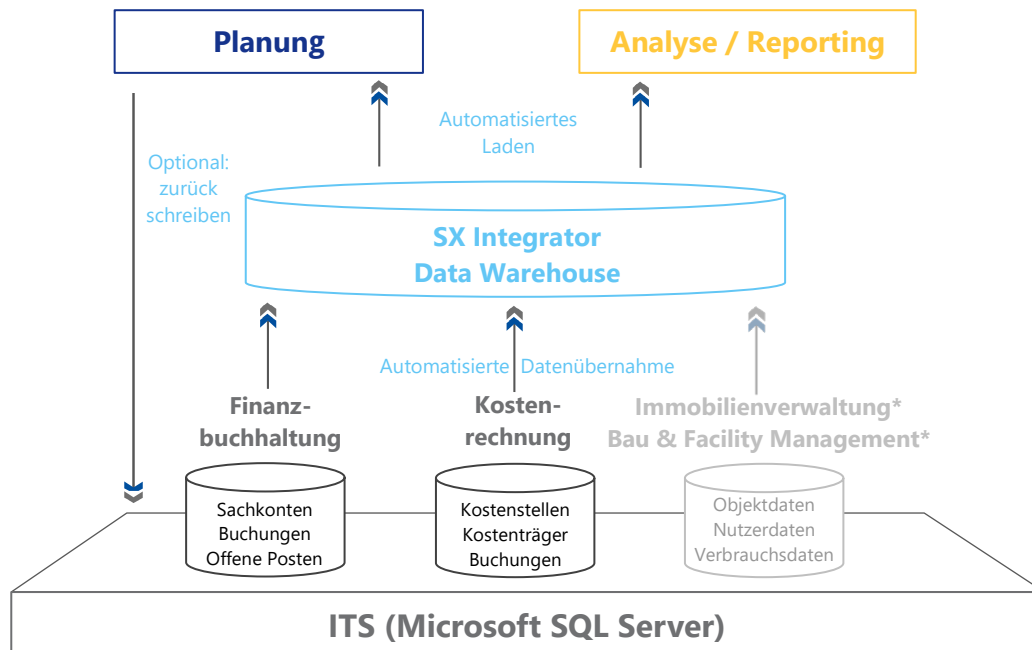 Planung
Analyse / Reporting
Automatisiertes
Laden
Optional:
zurück
schreiben
SX Integrator
Data Warehouse
Automatisierte Datenübernahme
Finanz-
buchhaltung
Kosten-
rechnung
Immobilienverwaltung*
Bau & Facility Management*
Sachkonten
Buchungen
Offene Posten
Kostenstellen
Kostenträger
Buchungen
Objektdaten
Nutzerdaten
Verbrauchsdaten
ITS (Microsoft SQL Server)